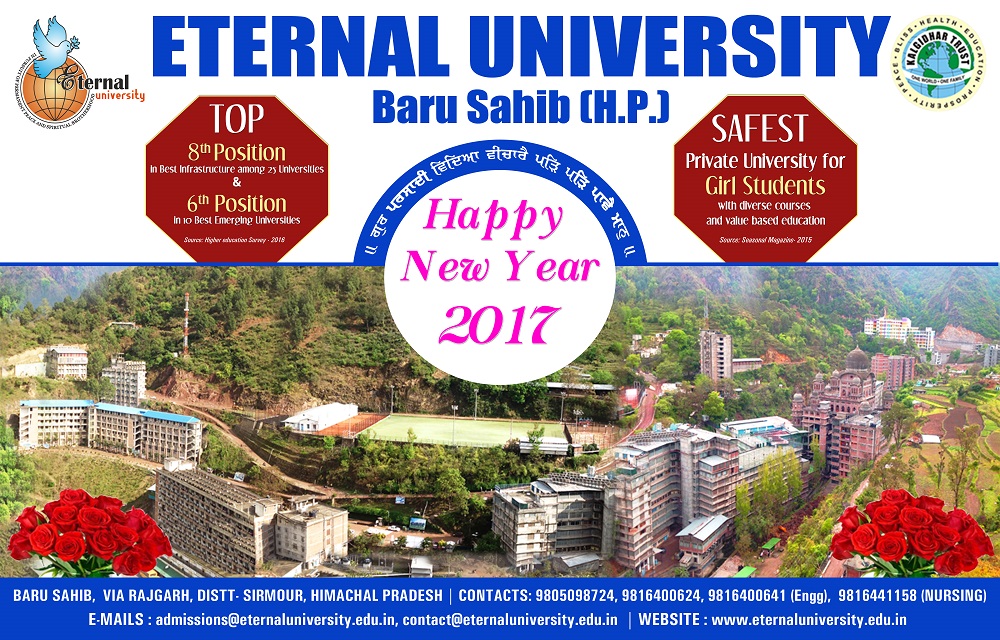 ETERNAL UNIVERSITY
Baru Sahib (H.P.)
Eternal
university
BLISS • HEALTH • EDUCATION • PROSPERITY • PEACE
KALGIDHAR TRUST
ONE WORLD • ONE FAMILY
TOP
8th Position
in Best Infrastructure among 25 Universities
&
6th Position
in 10 Best Emerging Universities
Source: Higher education Survey - 2016
॥ ਗੁਰ ਪਰਸਾਦੀ ਵਿਦਿਆ ਵੀਚਾਰੈ ਪੜਿ ਪੜਿ ਪਾਵੈ ਮਾਨੁ ॥
Happy
New Year
2017
SAFEST
Private University for
Girl Students
with diverse courses
and value based education
Source: Seasonal Magazine- 2015
BARU SAHIB, VIA RAJGARH, DISTT- SIRMOUR, HIMACHAL PRADESH | CONTACTS: 9805098724, 9816400624, 9816400641 (Engg), 9816441158 (NURSING)
E-MAILS : admissions@eternaluniversity.edu.in, contact@eternaluniversity.edu.in | WEBSITE : www.eternaluniversity.edu.in